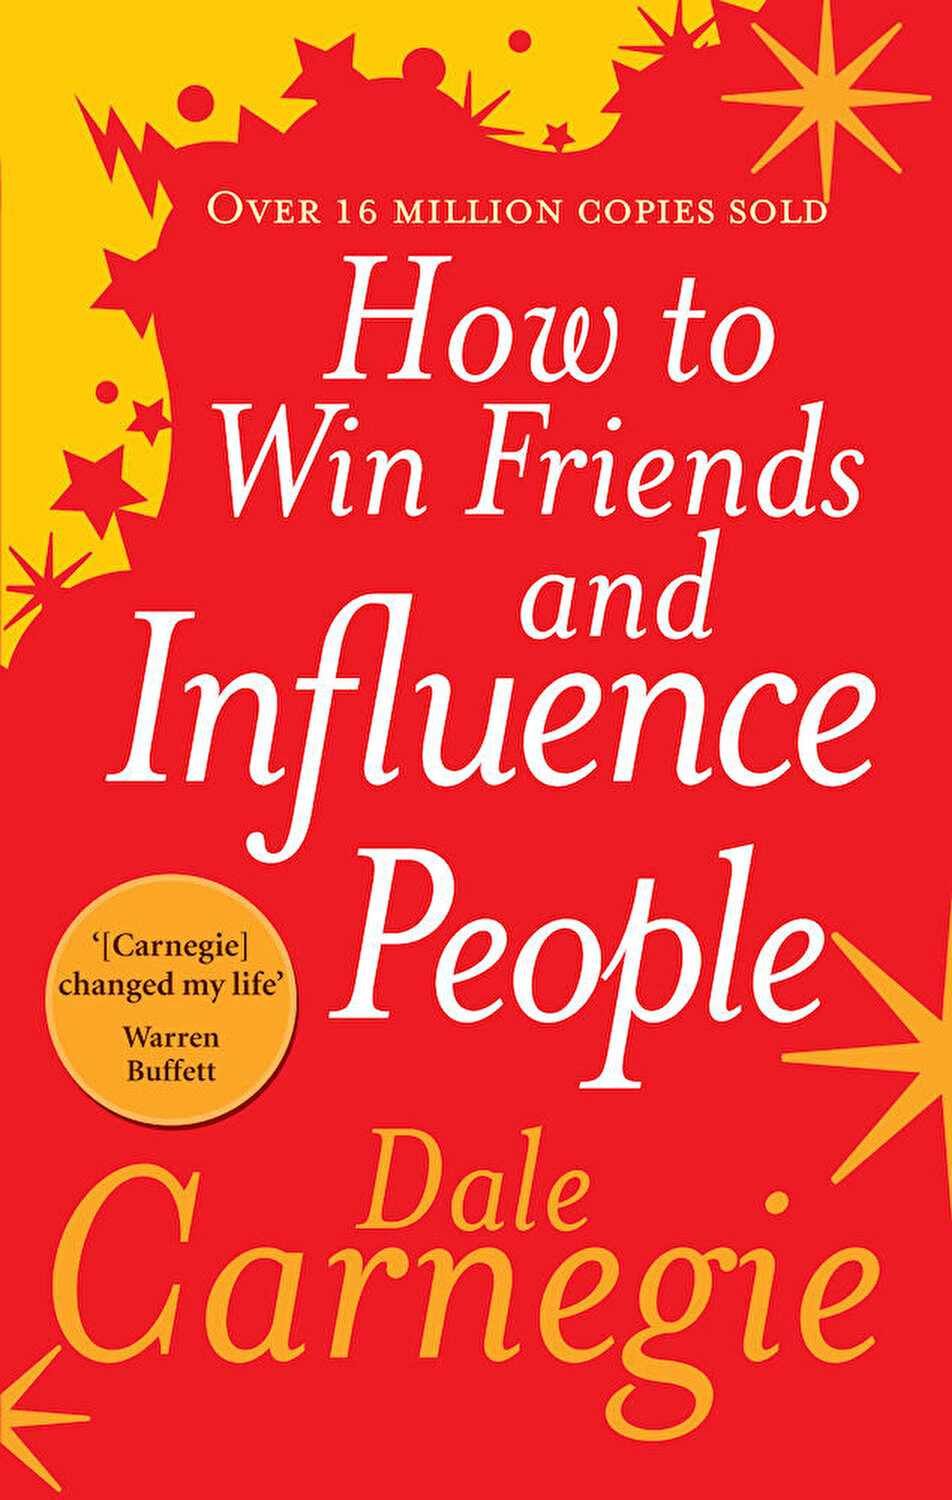 Over 16 million copies sold
How to
Win Friends
and
Influence
People
‘[Carnegie]
changed my life’
Warren
Buffett
Dale
Carnegie